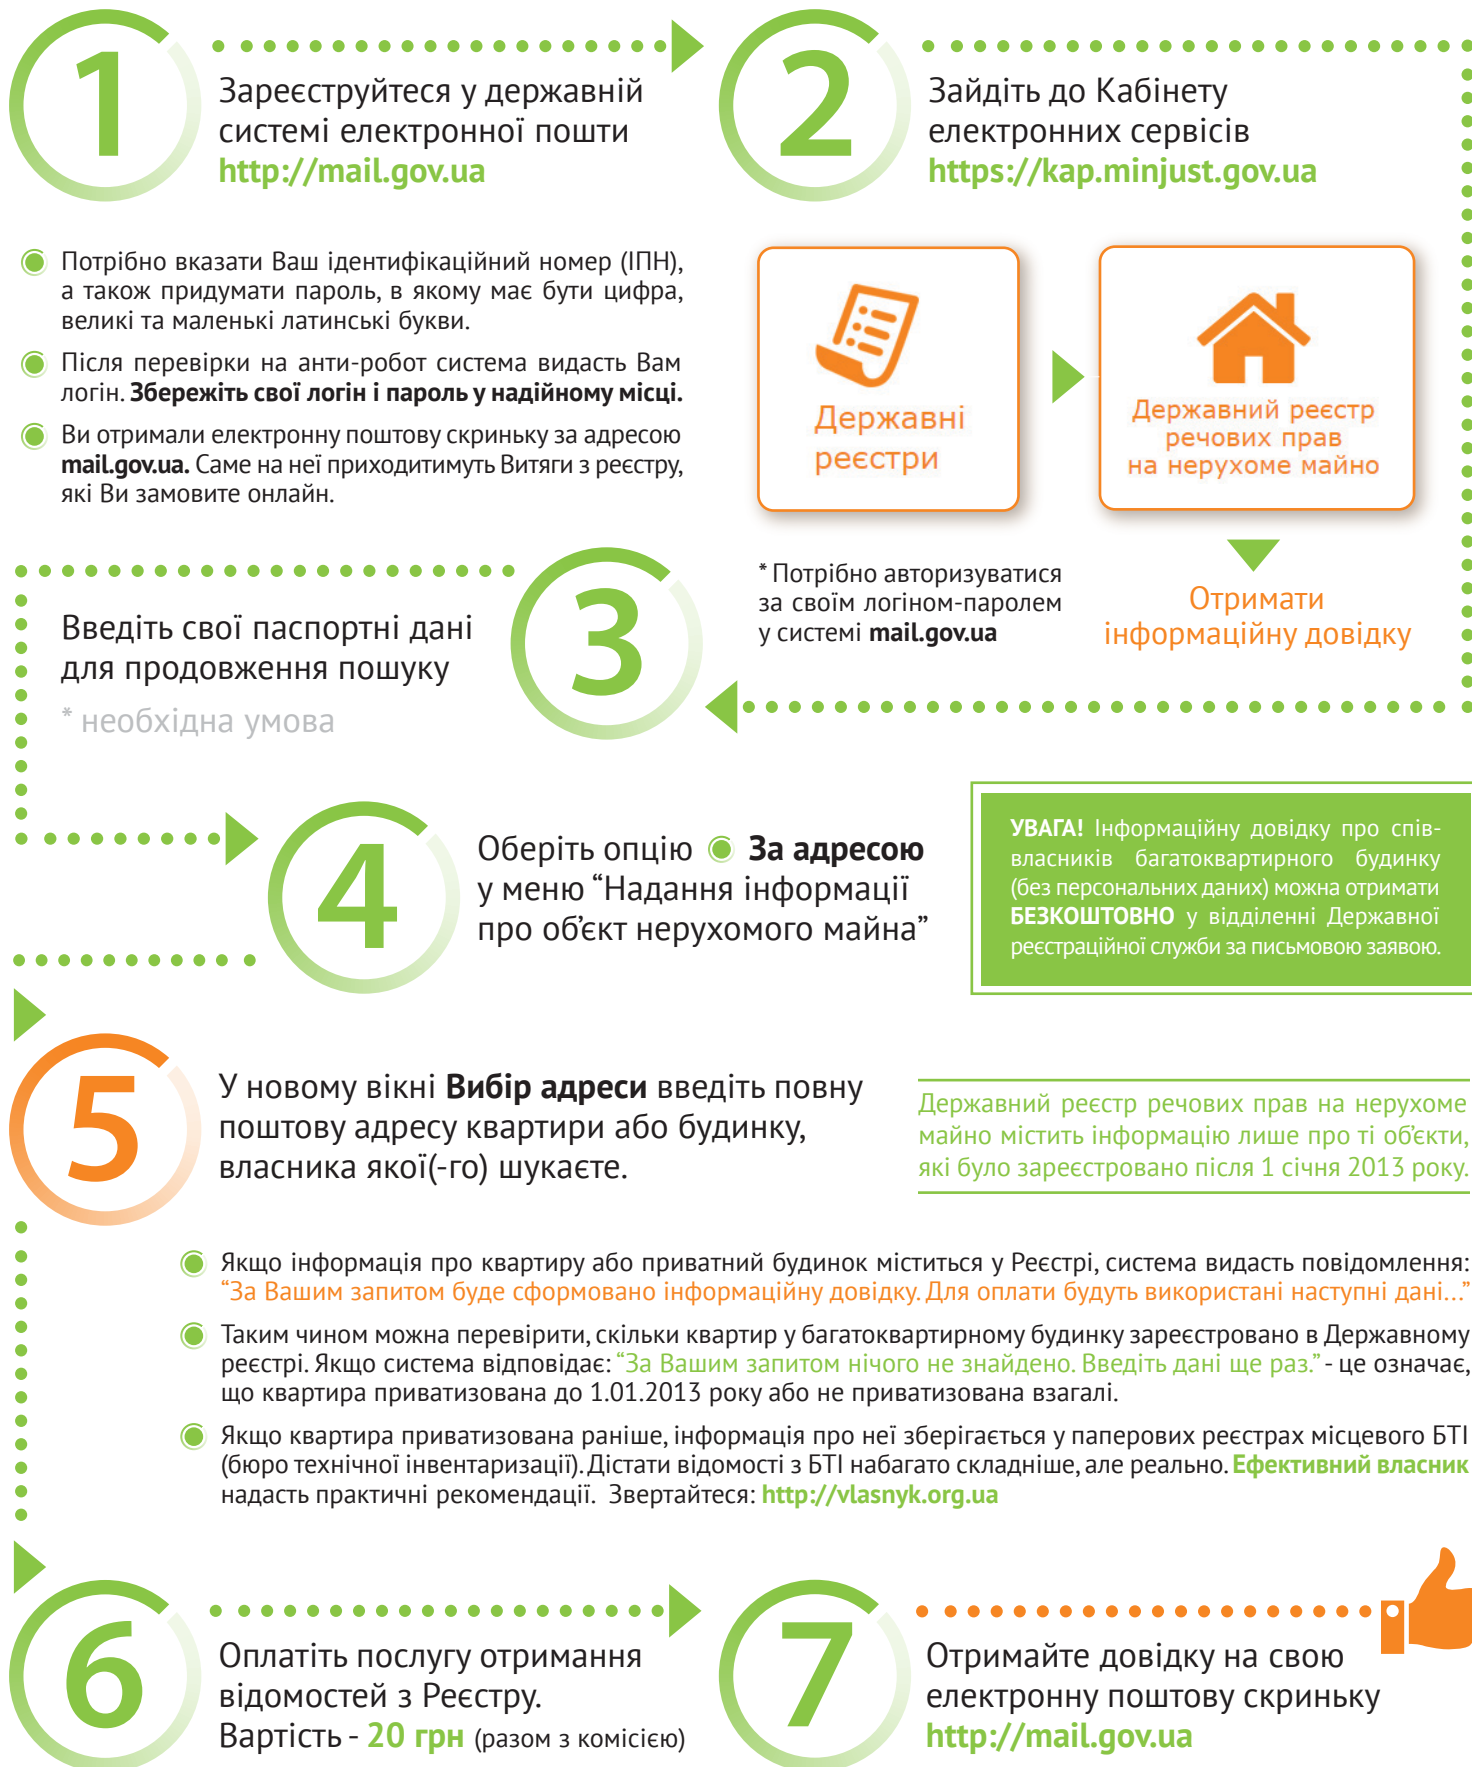 1
Зареєструйтеся у державній
системі електронної пошти
http://mail.gov.ua
Потрібно вказати Ваш ідентифікаційний номер (ІПН),
а також придумати пароль, в якому має бути цифра,
великі та маленькі латинські букви.
Після перевірки на анти-робот система видасть Вам
логін. Збережіть свої логін і пароль у надійному місці.
Ви отримали електронну поштову скриньку за адресою
mail.gov.ua. Саме на неї приходитимуть Витяги з реєстру,
які Ви замовите онлайн.
2
Зайдіть до Кабінету
електронних сервісів
https://kap.minjust.gov.ua
Державні
реєстри
Державний реєстр
речових прав
на нерухоме майно
* Потрібно авторизуватися
за своїм логіном-паролем
у системі mail.gov.ua
Отримати
інформаційну довідку
3
Введіть свої паспортні дані
для продовження пошуку
* необхідна умова
4
Оберіть опцію За адресою
у меню “Надання інформації
про об’єкт нерухомого майна”
УВАГА! Інформаційну довідку про спів-
власників багатоквартирного будинку
(без персональних даних) можна отримати
БЕЗКОШТОВНО у відділенні Державної
реєстраційної служби за письмовою заявою.
5
У новому вікні Вибір адреси введіть повну
поштову адресу квартири або будинку,
власника якої(-го) шукаєте.
Державний реєстр речових прав на нерухоме
майно містить інформацію лише про ті об’єкти,
які було зареєстровано після 1 січня 2013 року.
Якщо інформація про квартиру або приватний будинок міститься у Реєстрі, система видасть повідомлення:
“За Вашим запитом буде сформовано інформаційну довідку. Для оплати будуть використані наступні дані...”
Таким чином можна перевірити, скільки квартир у багатоквартирному будинку зареєстровано в Державному
реєстрі. Якщо система відповідає: “За Вашим запитом нічого не знайдено. Введіть дані ще раз.” - це означає,
що квартира приватизована до 1.01.2013 року або не приватизована взагалі.
Якщо квартира приватизована раніше, інформація про неї зберігається у паперових реєстрах місцевого БТІ
(бюро технічної інвентаризації). Дістати відомості з БТІ набагато складніше, але реально. Ефективний власник
надасть практичні рекомендації. Звертайтеся: http://vlasnyk.org.ua
6
Оплатіть послугу отримання
відомостей з Реєстру.
Вартість - 20 грн (разом з комісією)
7
Отримайте довідку на свою
електронну поштову скриньку
http://mail.gov.ua